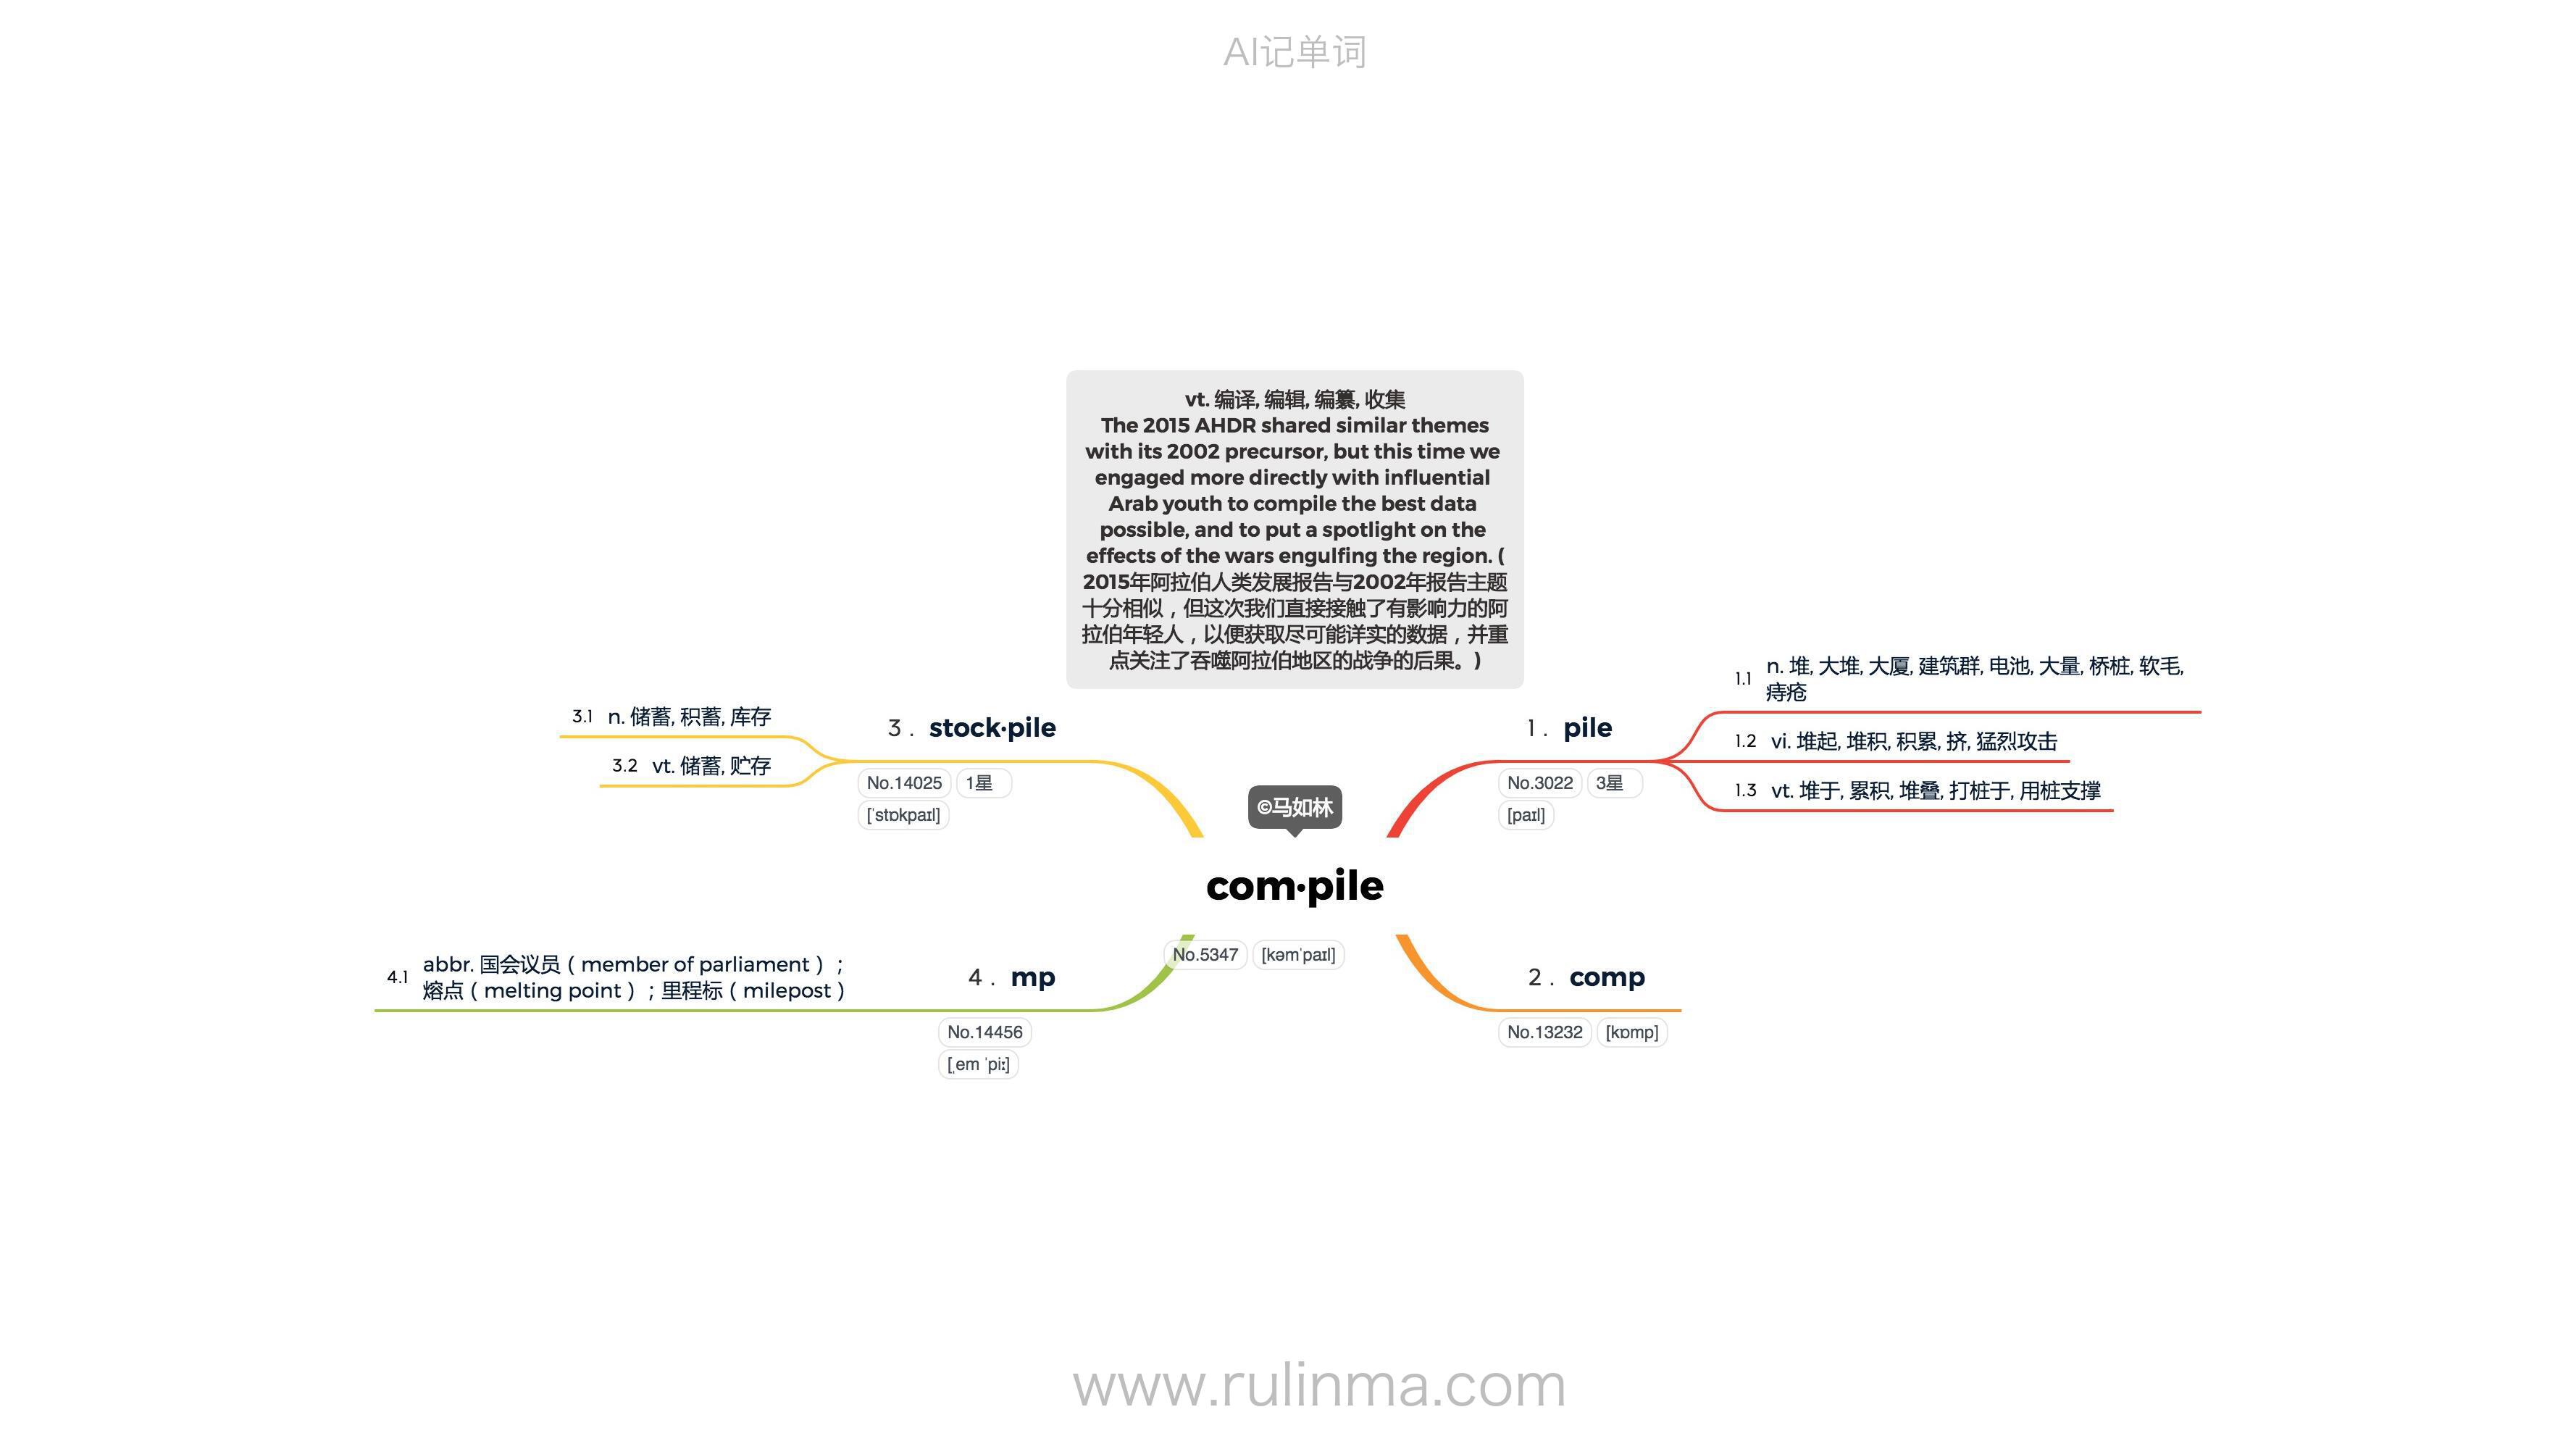 AI记单词
vt. 编译, 编辑, 编纂, 收集
The 2015 AHDR shared similar themes
with its 2002 precursor, but this time we
engaged more directly with influential
Arab youth to compile the best data
possible, and to put a spotlight on the
effects of the wars engulfing the region. (
2015年阿拉伯人类发展报告与2002年报告主题
十分相似，但这次我们直接接触了有影响力的阿
拉伯年轻人，以便获取尽可能详实的数据，并重
点关注了吞噬阿拉伯地区的战争的后果。)
©马如林
com·pile
No.5347 [kəmˈpaɪl]
1. pile
No.3022 3星
[paɪl]
1.1 n. 堆, 大堆, 大厦, 建筑群, 电池, 大量, 桥桩, 软毛,
痔疮
1.2 vi. 堆起, 堆积, 积累, 挤, 猛烈攻击
1.3 vt. 堆于, 累积, 堆叠, 打桩于, 用桩支撑
2. comp
No.13232 [kɒmp]
3. stock·pile
No.14025 1星
[ˈstɒkpaɪl]
3.1 n. 储蓄, 积蓄, 库存
3.2 vt. 储蓄, 贮存
4. mp
No.14456
[ˌem ˈpiː]
4.1 abbr. 国会议员（member of parliament）；
熔点（melting point）；里程标（milepost）
www.rulinma.com